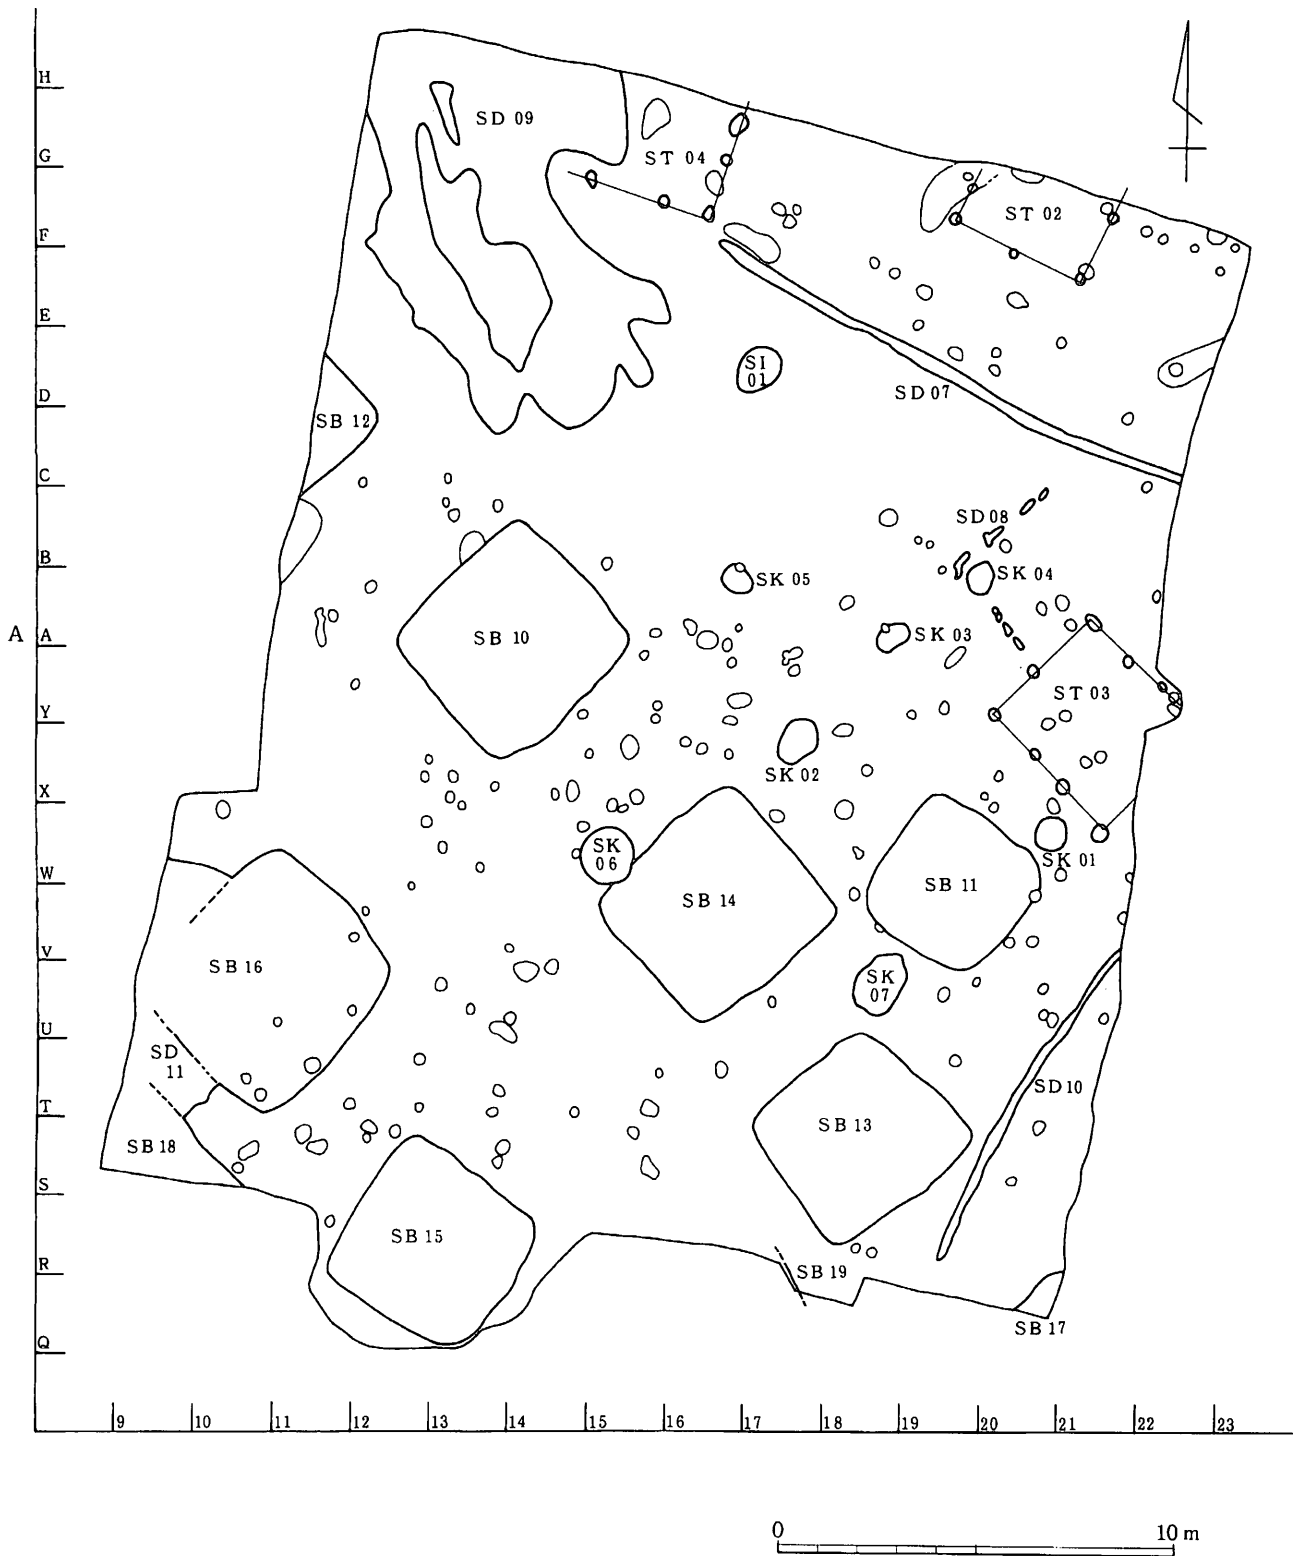 H
SD 09
G
ST 04
ST 02
F
E
SI
01
SD 07
D
SB 12
C
SD 08
B
SK 05
SK 04
A
A
SB 10
SK 03
ST 03
Y
SK 02
X
SK
06
SK 01
W
SB 14
SB 11
V
SB 16
SK
07
U
SD
11
SD 10
T
SB 18
SB 13
S
SB 15
R
SB 19
SB 17
Q
9 10 11 12 13 14 15 16 17 18 19 20 21 22 23
0 10 m